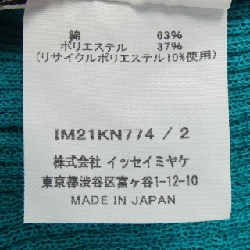 綿 63%
ポリエステル 37%
(リサイクルポリエステル10%使用)
IM21KN774 / 2
株式会社 イッセイミヤケ
東京都渋谷区富ヶ谷1-12-10
MADE IN JAPAN